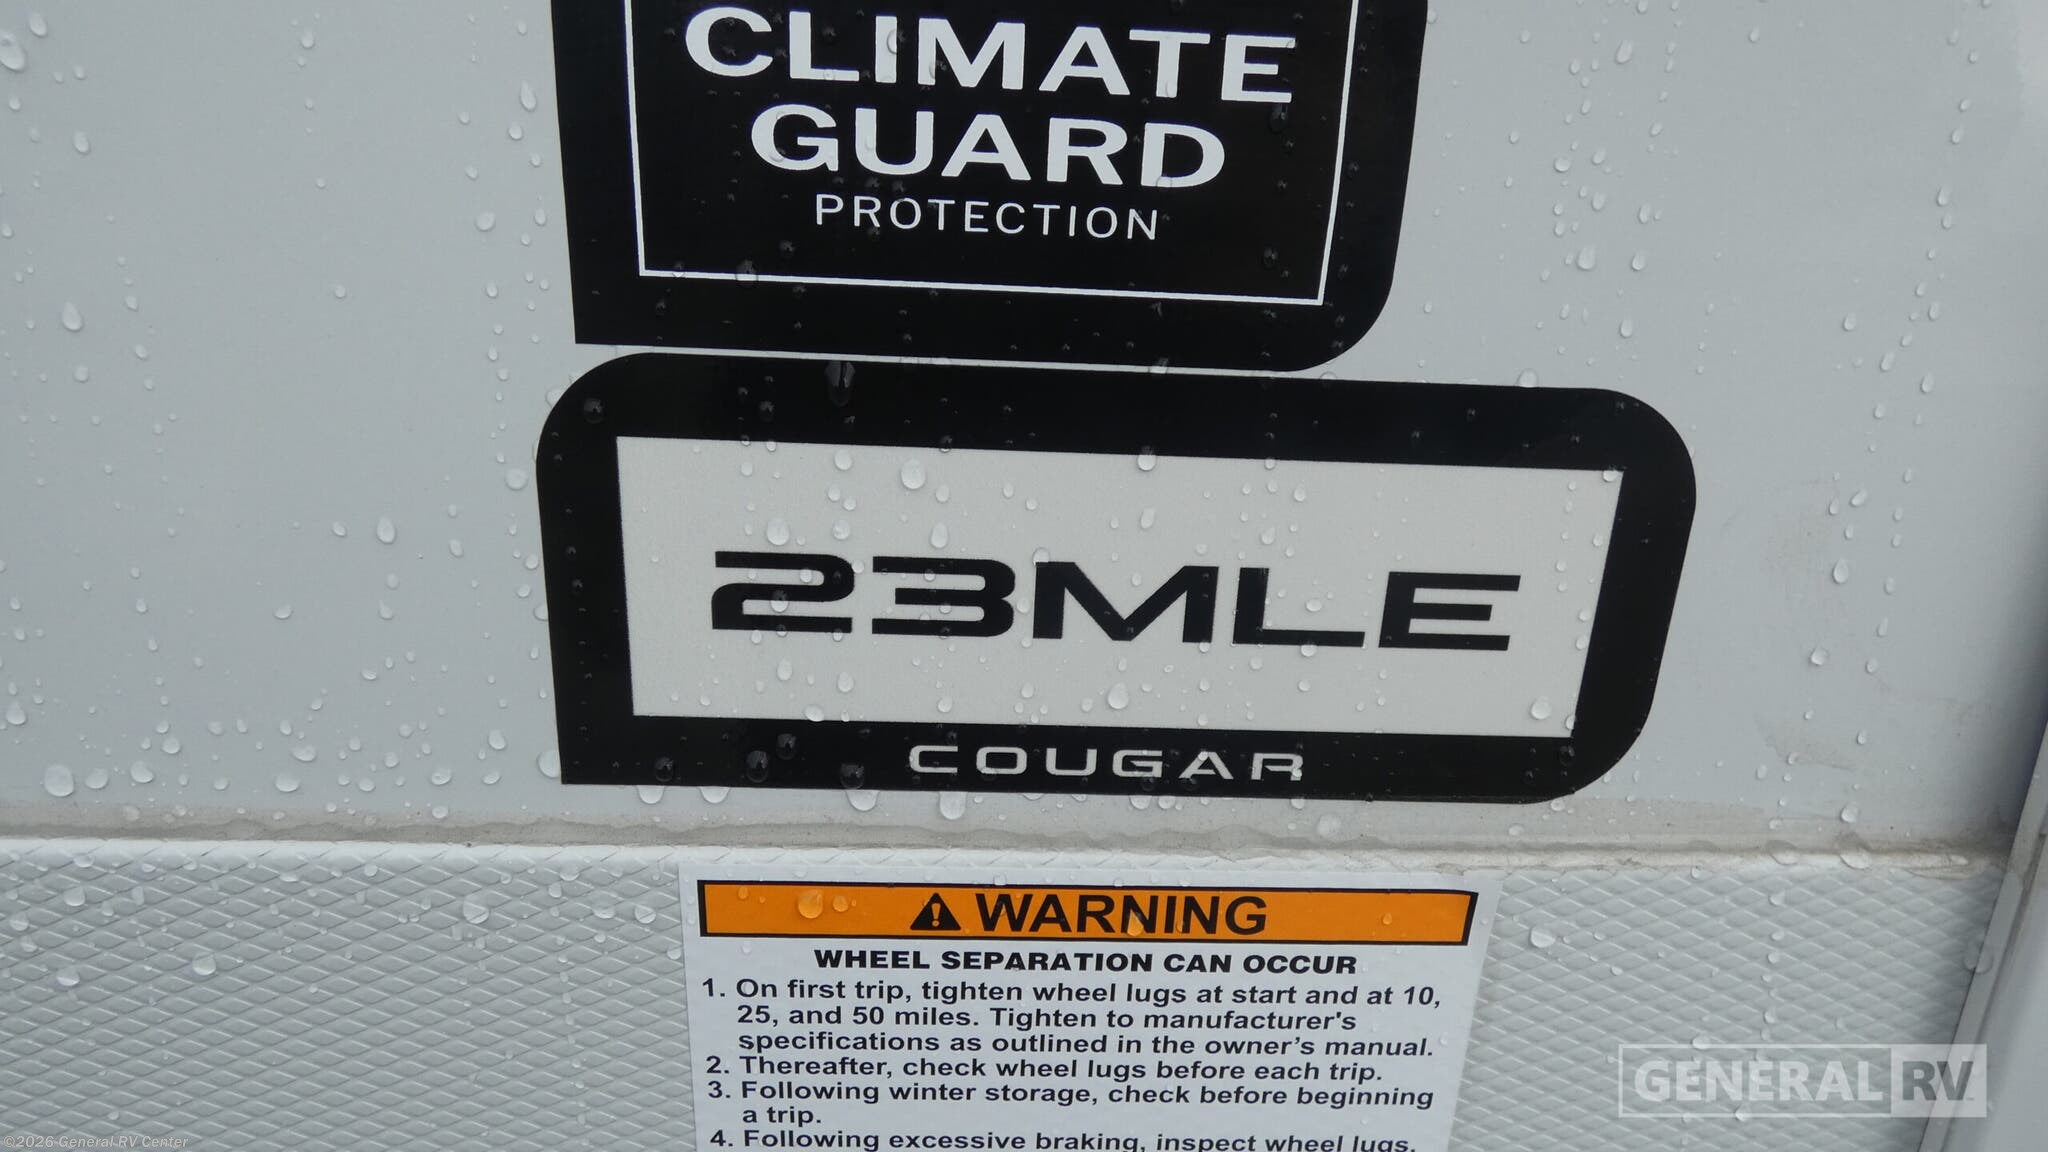 CLIMATE
GUARD
PROTECTION
23MLE
COUGAR
WARNING
WHEEL SEPARATION CAN OCCUR
1. On first trip, tighten wheel lugs at start and at 10,
25, and 50 miles. Tighten to manufacturer's
specifications as outlined in the owner's manual.
2. Thereafter, check wheel lugs before each trip.
3. Following winter storage, check before beginning
a trip.
4. Following excessive braking, inspect wheel lugs.
GENERAL RV
©2026 General RV Center